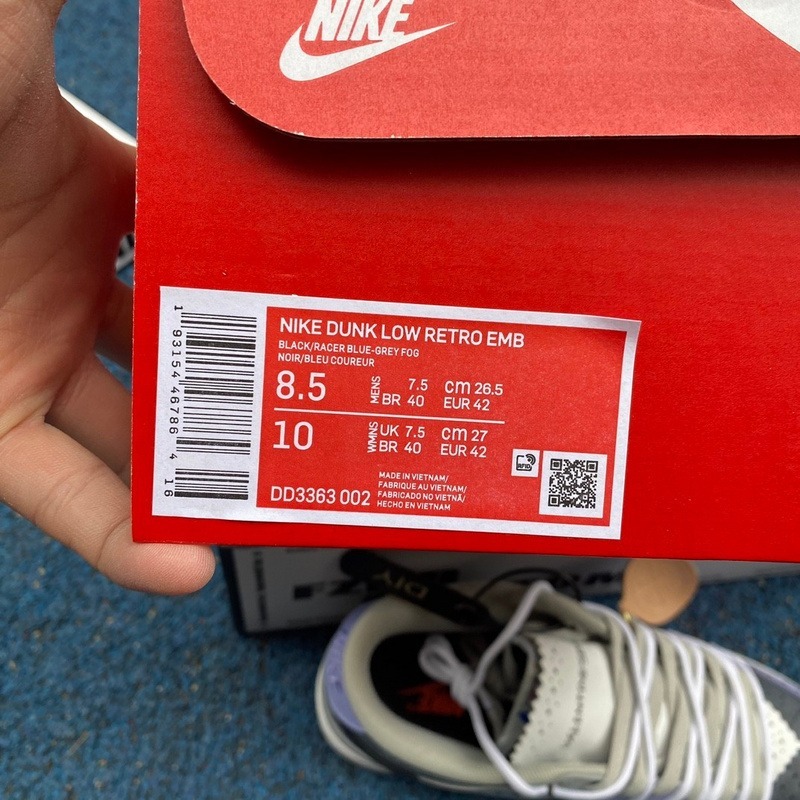 NIKE
NIKE DUNK LOW RETRO EMB
BLACK/RACER BLUE-GREY FOG
NOIR/BLEU COUREUR
8.5 MENS 7.5 cm 26.5
BR 40 EUR 42
10 WMNS UK 7.5 cm 27
BR 40 EUR 42
DD3363 002
MADE IN VIETNAM/
FABRIQUE AU VIETNAM/
FABRICADO NO VIETNÃ/
HECHO EN VIETNAM
RFID
1 93154 46786 4 16
DIY